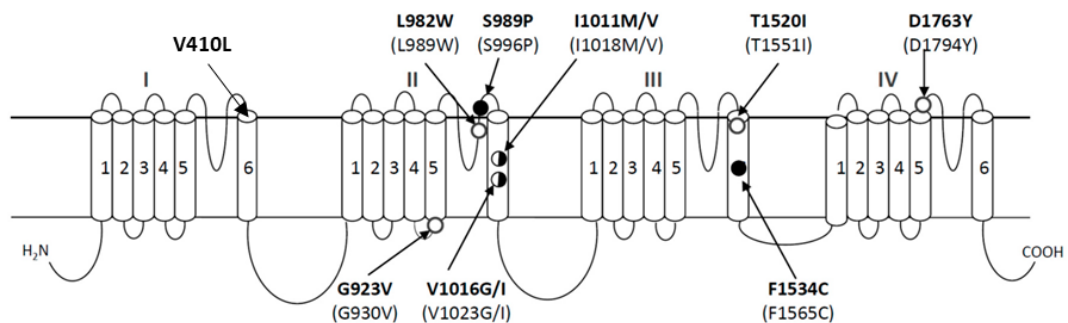 L982W S989P I1011M/V T1520I D1763Y
(L989W) (S996P) (I1018M/V) (T1551I) (D1794Y)
V410L
I II III IV
1 2 3 4 5 6 1 2 3 4 5 1 2 3 4 5 1 2 3 4 5 6
H₂N COOH
G923V V1016G/I F1534C
(G930V) (V1023G/I) (F1565C)